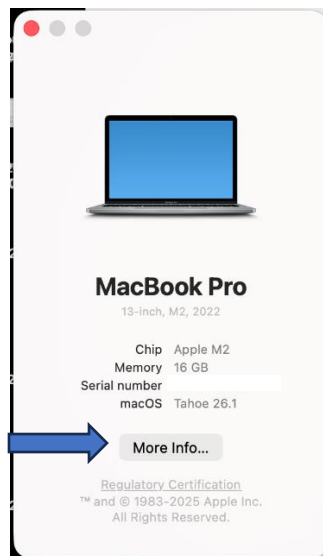 MacBook Pro
13-inch, M2, 2022
Chip Apple M2
Memory 16 GB
Serial number
macOS Tahoe 26.1
More Info...
Regulatory Certification
™ and © 1983-2025 Apple Inc.
All Rights Reserved.